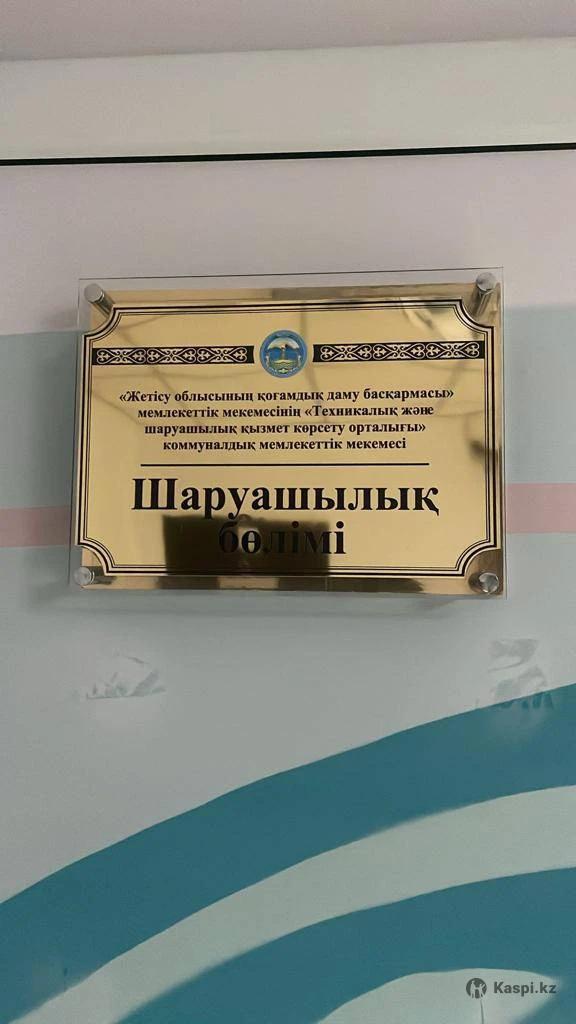 «Жетісу облысының қоғамдық даму басқармасы»
мемлекеттік мекемесінің «Техникалық және
шаруашылық қызмет көрсету орталығы»
коммуналдық мемлекеттік мекемесі
Шаруашылық
бөлімі
Kaspi.kz